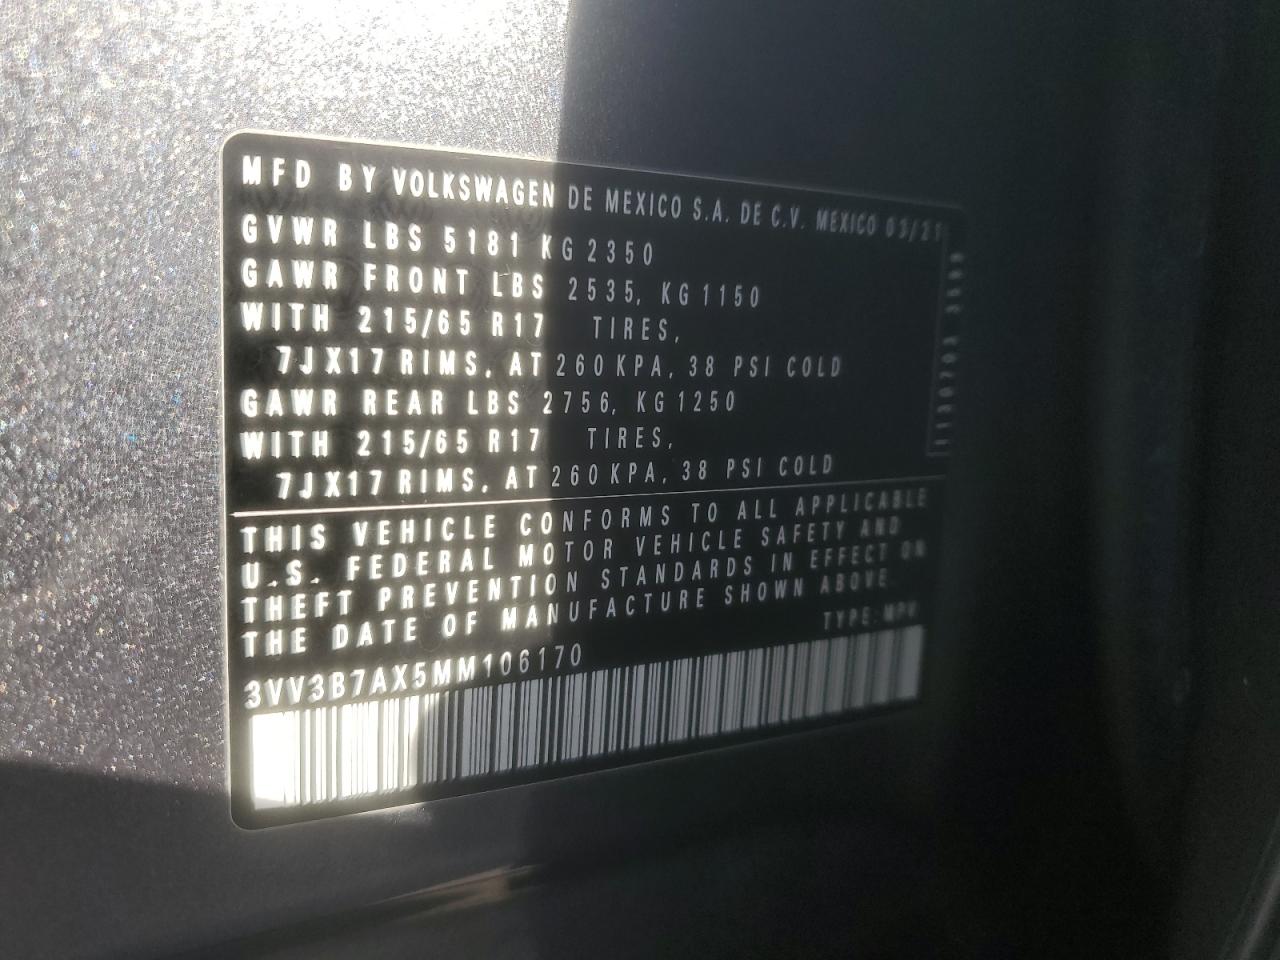 MFD BY VOLKSWAGEN DE MEXICO S.A. DE C.V. MEXICO 03/21
GVWR LBS 5181 KG 2350
GAWR FRONT LBS 2535, KG 1150
WITH 215/65 R17 TIRES,
7JX17 RIMS, AT 260 KPA, 38 PSI COLD
GAWR REAR LBS 2756, KG 1250
WITH 215/65 R17 TIRES,
7JX17 RIMS, AT 260 KPA, 38 PSI COLD
THIS VEHICLE CONFORMS TO ALL APPLICABLE
U.S. FEDERAL MOTOR VEHICLE SAFETY AND
THEFT PREVENTION STANDARDS IN EFFECT ON
THE DATE OF MANUFACTURE SHOWN ABOVE.
TYPE: MPV
3VV3B7AX5MM106170